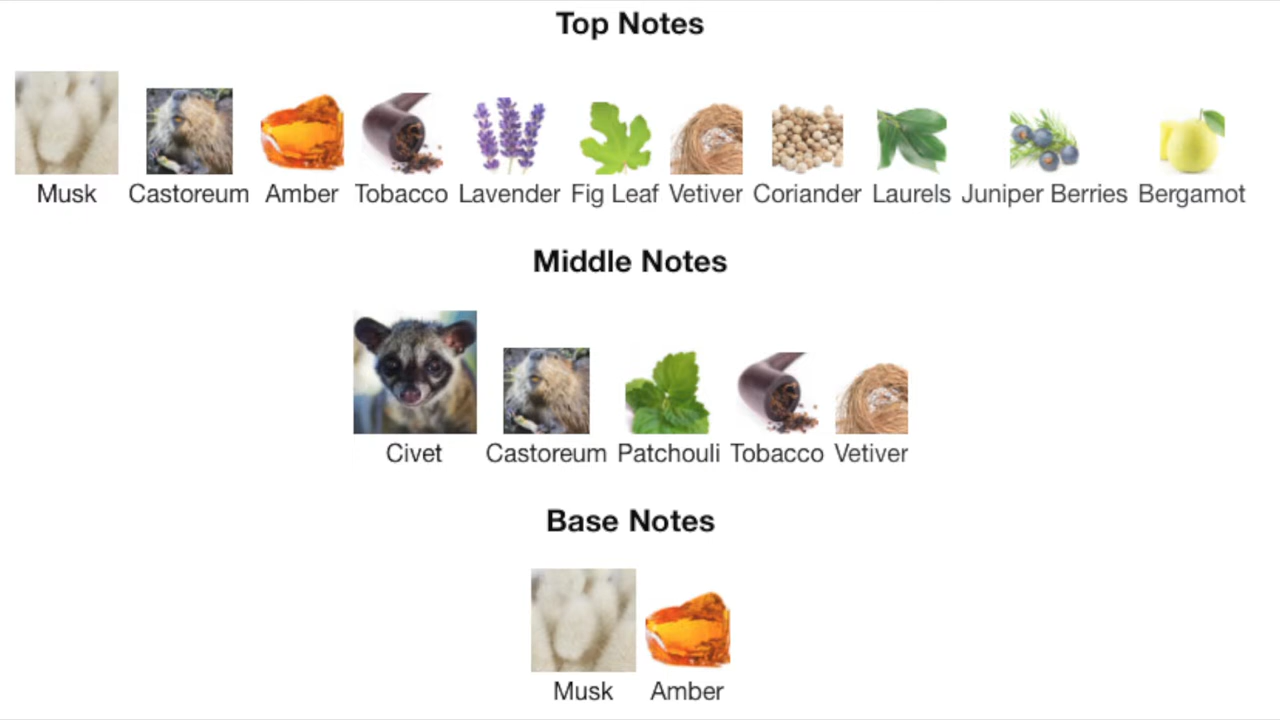 Top Notes
Musk Castoreum Amber Tobacco Lavender Fig Leaf Vetiver Coriander Laurels Juniper Berries Bergamot
Middle Notes
Civet Castoreum Patchouli Tobacco Vetiver
Base Notes
Musk Amber